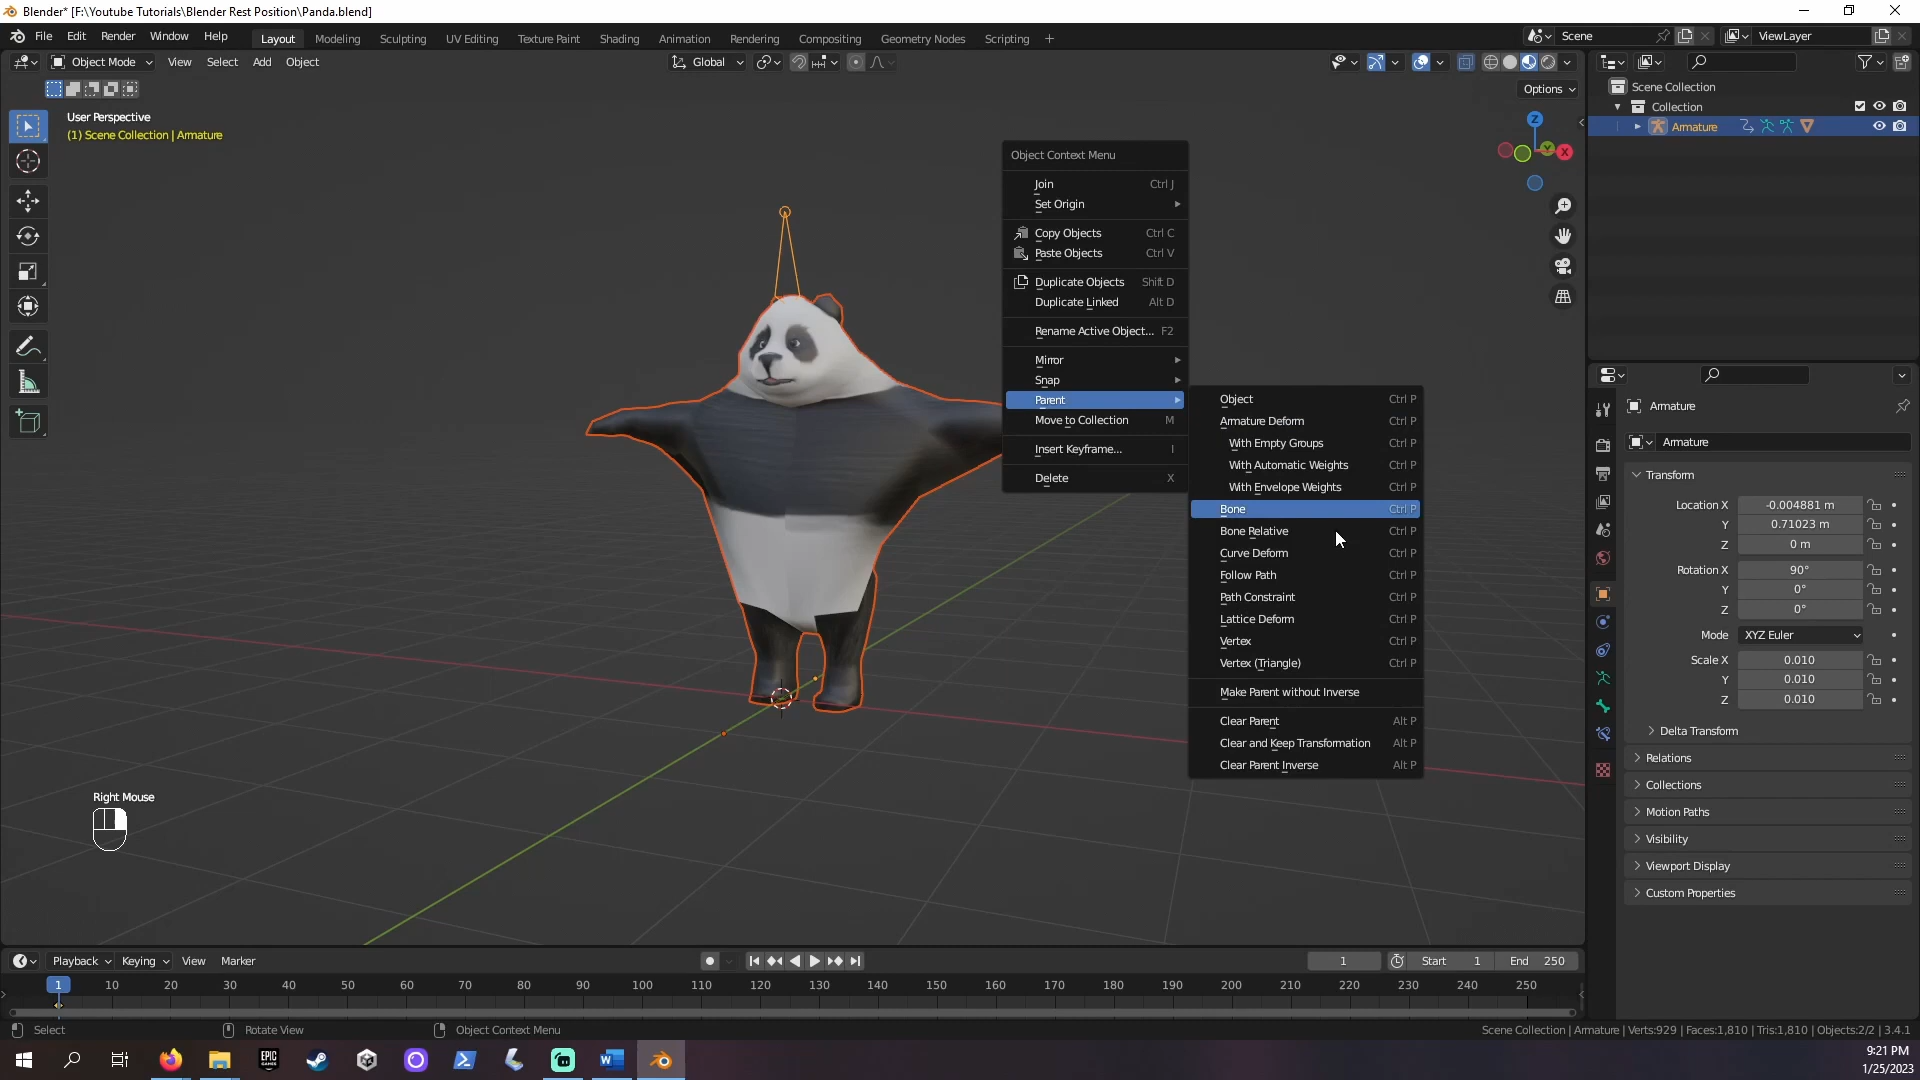 Blender* [F:\Youtube Tutorials\Blender Rest Position\Panda.blend]
File Edit Render Window Help Layout Modeling Sculpting UV Editing Texture Paint Shading Animation Rendering Compositing Geometry Nodes Scripting + Scene ViewLayer
Object Mode View Select Add Object Global
Options
User Perspective
(1) Scene Collection | Armature
Z
Y
X
Scene Collection
Collection
Armature
Object Context Menu
Join Ctrl J
Set Origin
Copy Objects Ctrl C
Paste Objects Ctrl V
Duplicate Objects Shift D
Duplicate Linked Alt D
Rename Active Object... F2
Mirror
Snap
Parent
Move to Collection M
Insert Keyframe... I
Delete X
Object Ctrl P
Armature Deform Ctrl P
With Empty Groups Ctrl P
With Automatic Weights Ctrl P
With Envelope Weights Ctrl P
Bone Ctrl P
Bone Relative Ctrl P
Curve Deform Ctrl P
Follow Path Ctrl P
Path Constraint Ctrl P
Lattice Deform Ctrl P
Vertex Ctrl P
Vertex (Triangle) Ctrl P
Make Parent without Inverse
Clear Parent Alt P
Clear and Keep Transformation Alt P
Clear Parent Inverse Alt P
Armature
Armature
Transform
Location X -0.004881 m
Y 0.71023 m
Z 0 m
Rotation X 90°
Y 0°
Z 0°
Mode XYZ Euler
Scale X 0.010
Y 0.010
Z 0.010
Delta Transform
Relations
Collections
Motion Paths
Visibility
Viewport Display
Custom Properties
Right Mouse
Playback Keying View Marker 1 Start 1 End 250
1 10 20 30 40 50 60 70 80 90 100 110 120 130 140 150 160 170 180 190 200 210 220 230 240 250
Select Rotate View Object Context Menu Scene Collection | Armature | Verts:929 | Faces:1,810 | Tris:1,810 | Objects:2/2 | 3.4.1
EPIC GAMES
W
9:21 PM
1/25/2023